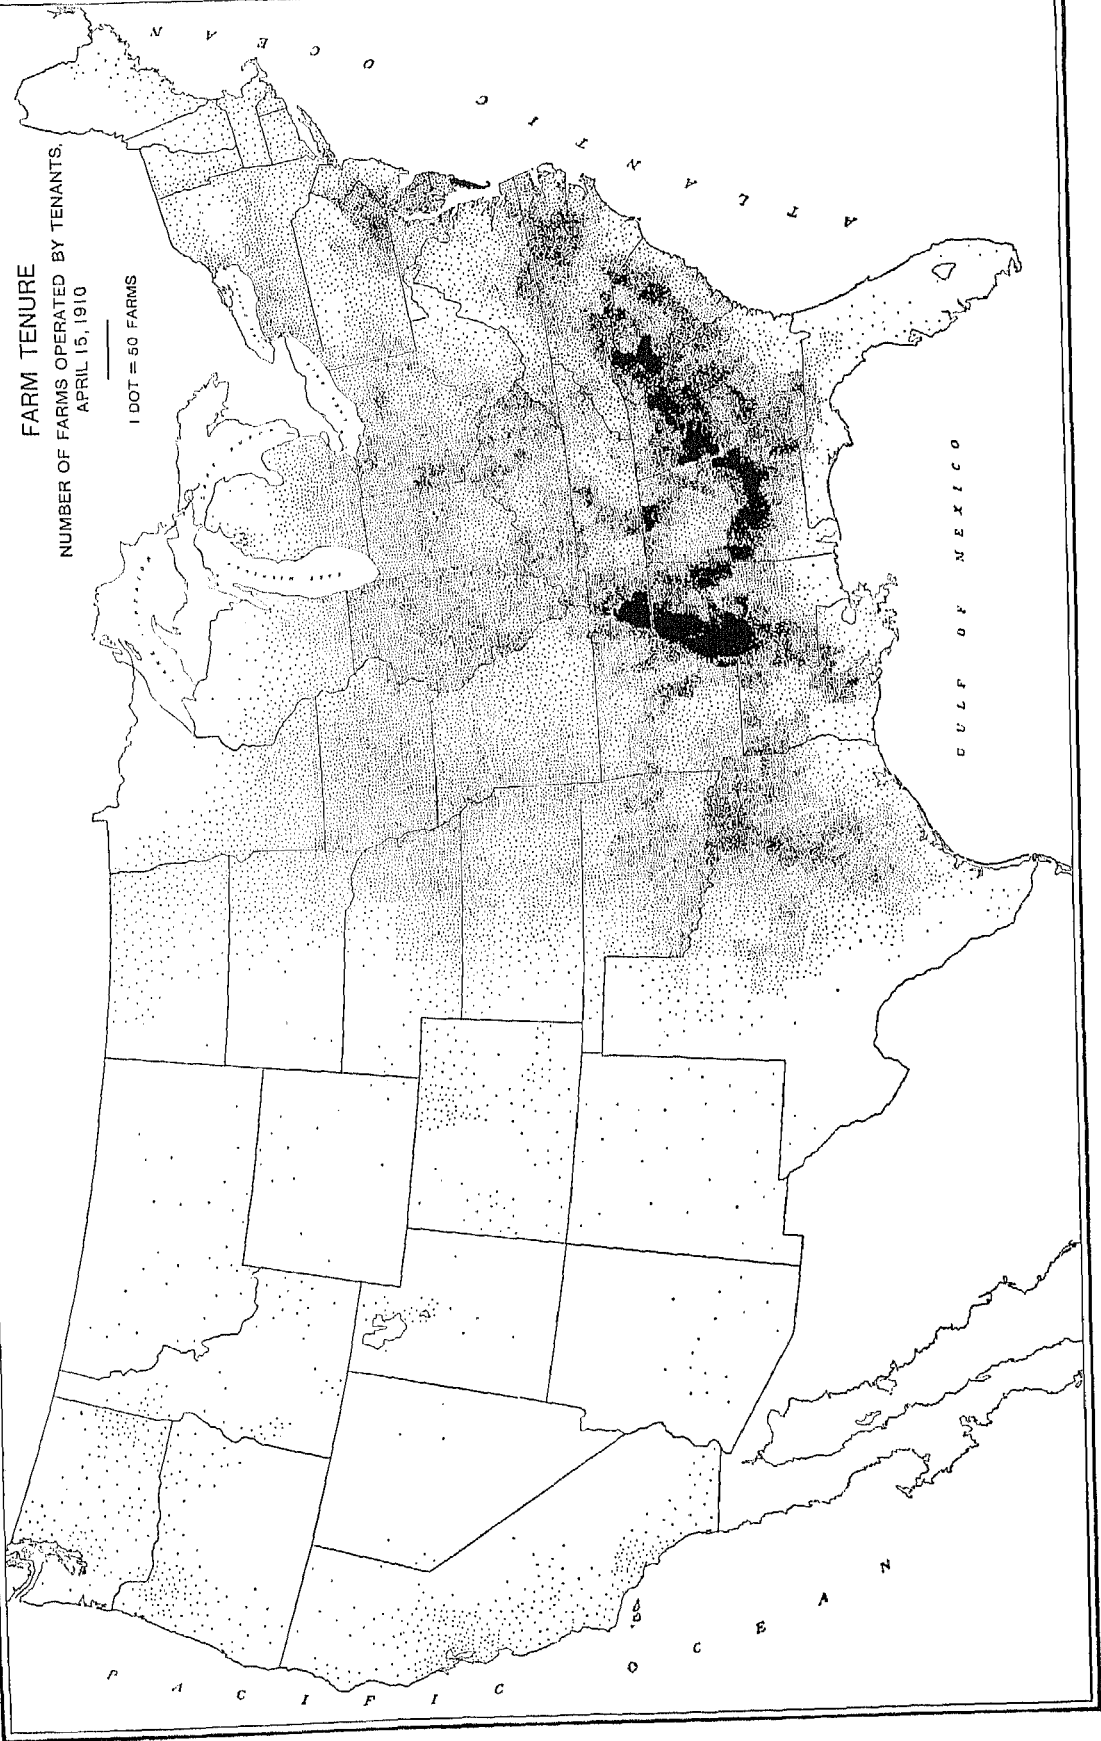 FARM TENURE
NUMBER OF FARMS OPERATED BY TENANTS,
APRIL 15, 1910
1 DOT = 50 FARMS
ATLANTIC OCEAN
GULF OF MEXICO
PACIFIC OCEAN